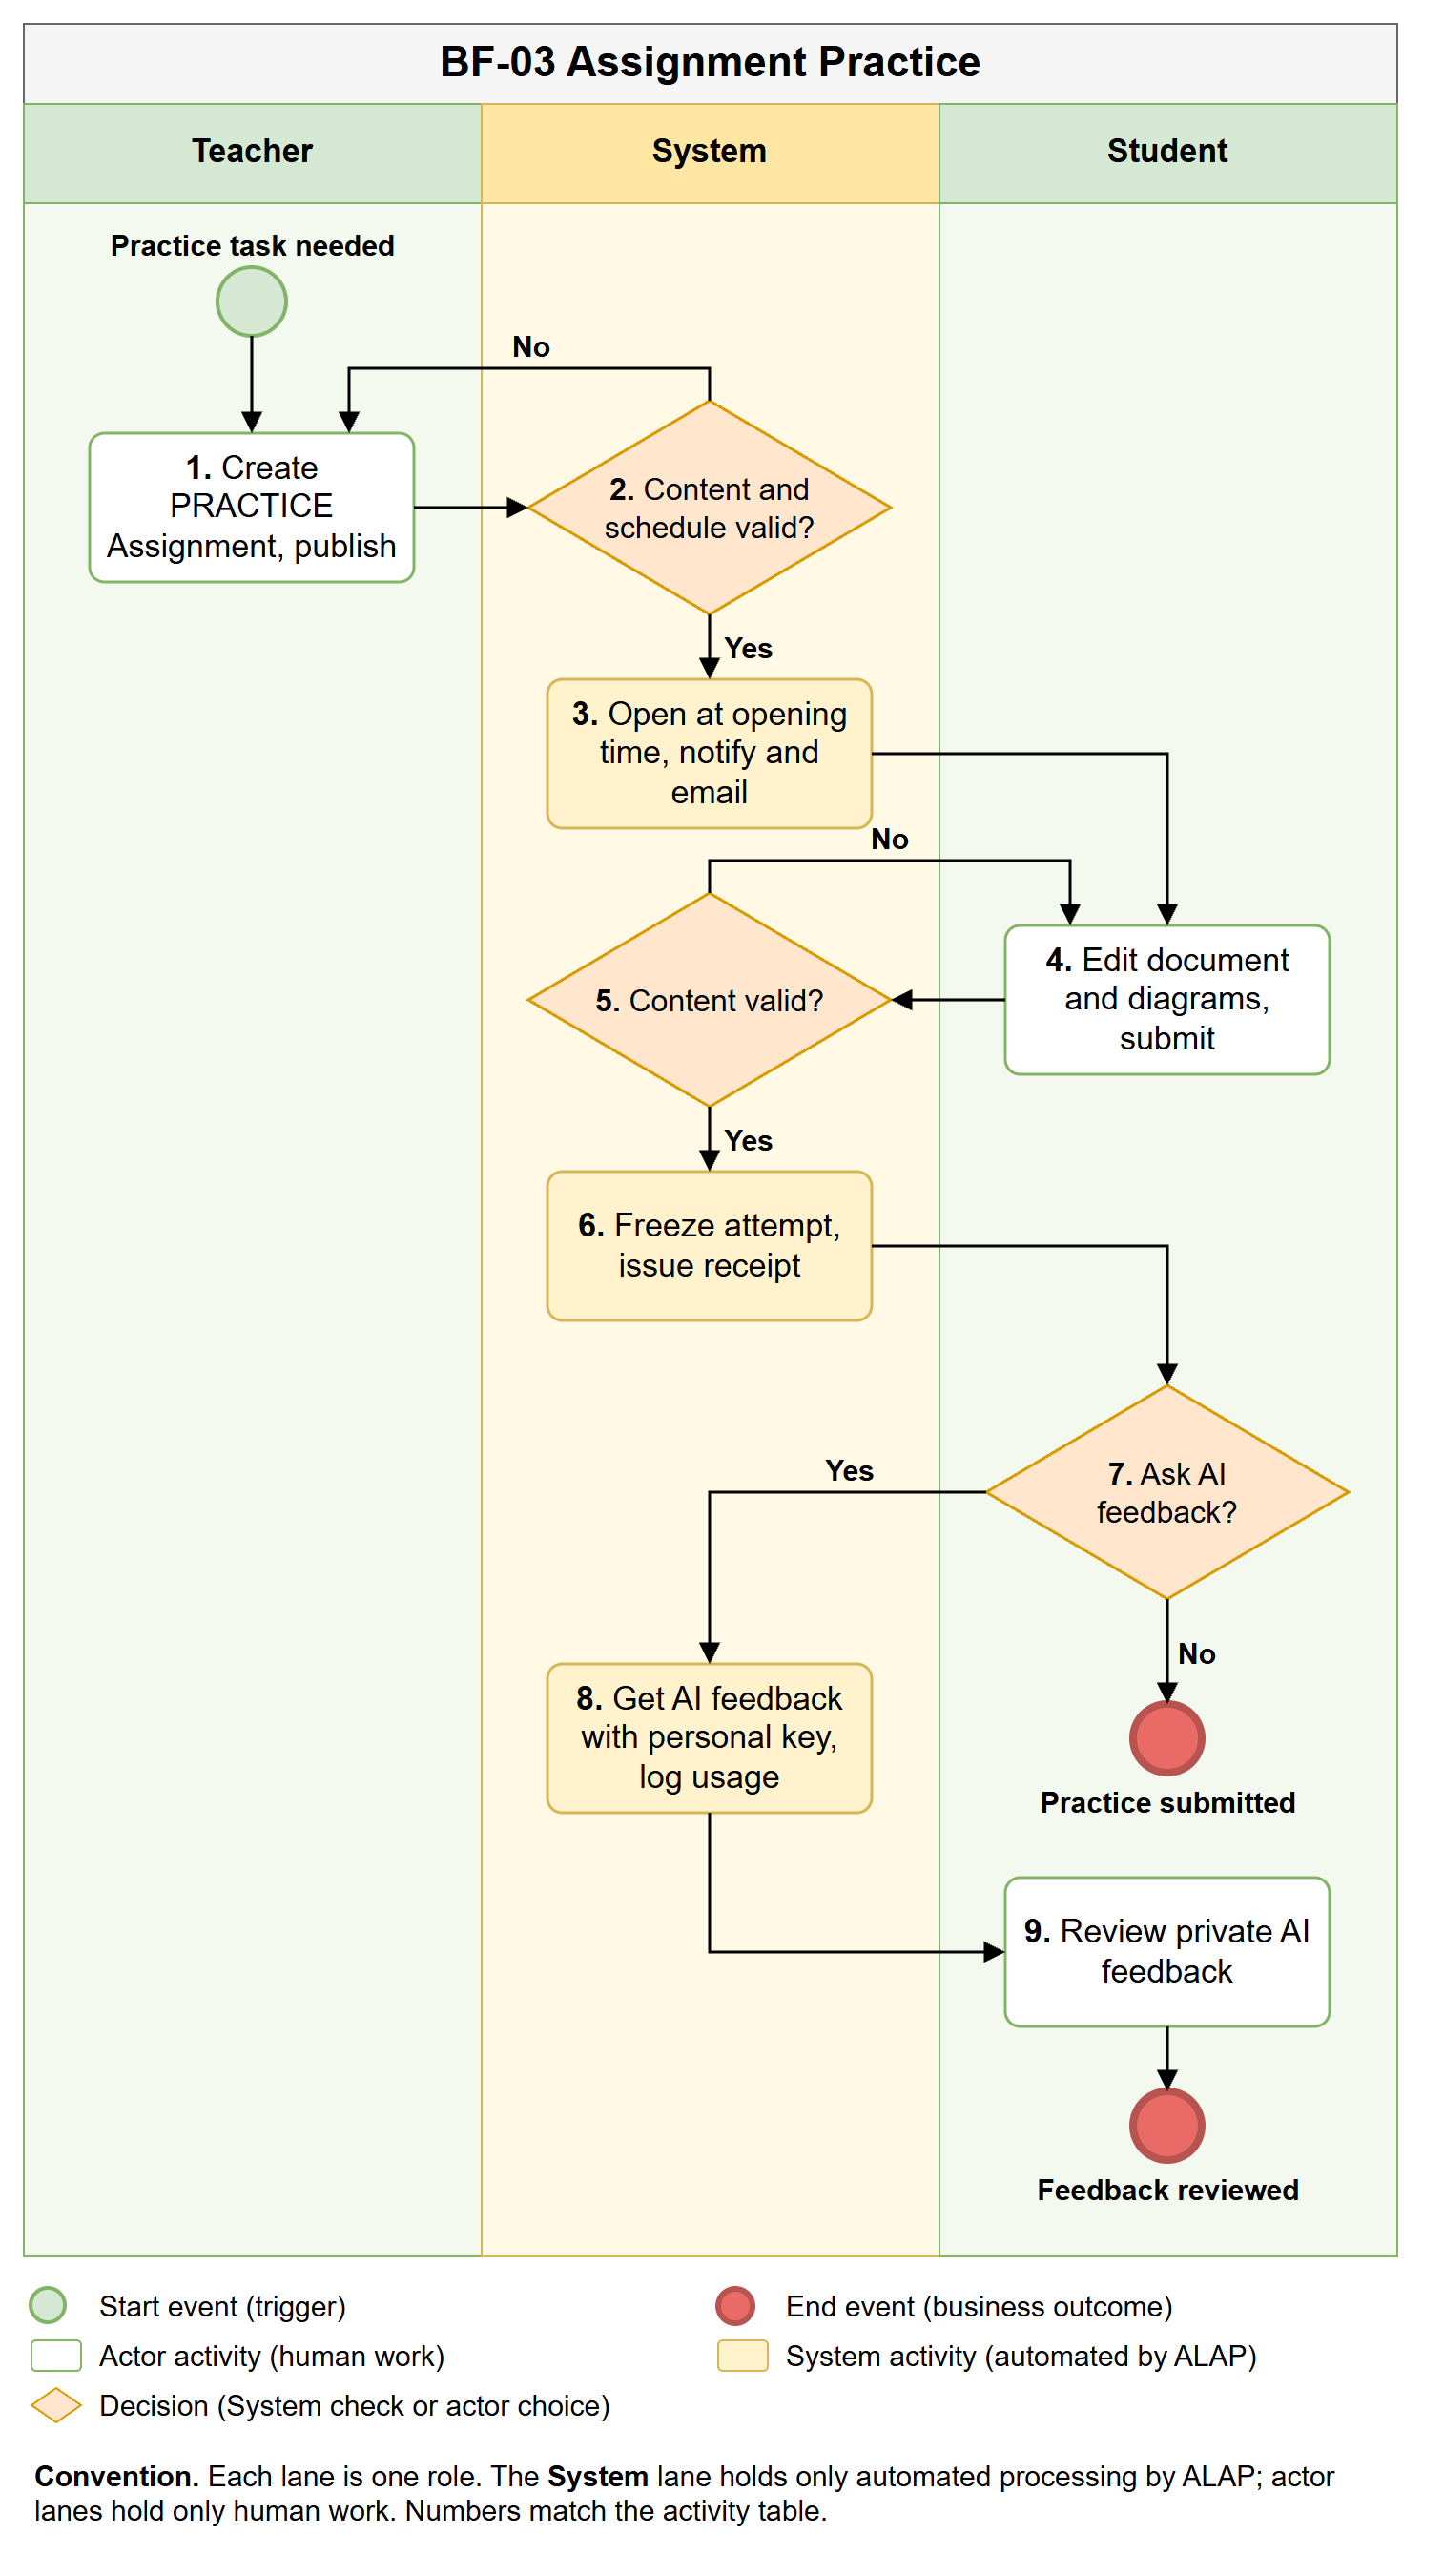 BF-03 Assignment Practice
Teacher
System
Student
Practice task needed
No
1. Create
PRACTICE
Assignment, publish
2. Content and
schedule valid?
Yes
3. Open at opening
time, notify and
email
No
4. Edit document
and diagrams,
submit
5. Content valid?
Yes
6. Freeze attempt,
issue receipt
7. Ask AI
feedback?
Yes
No
8. Get AI feedback
with personal key,
log usage
Practice submitted
9. Review private AI
feedback
Feedback reviewed
Start event (trigger)
End event (business outcome)
Actor activity (human work)
System activity (automated by ALAP)
Decision (System check or actor choice)
Convention. Each lane is one role. The System lane holds only automated processing by ALAP; actor
lanes hold only human work. Numbers match the activity table.